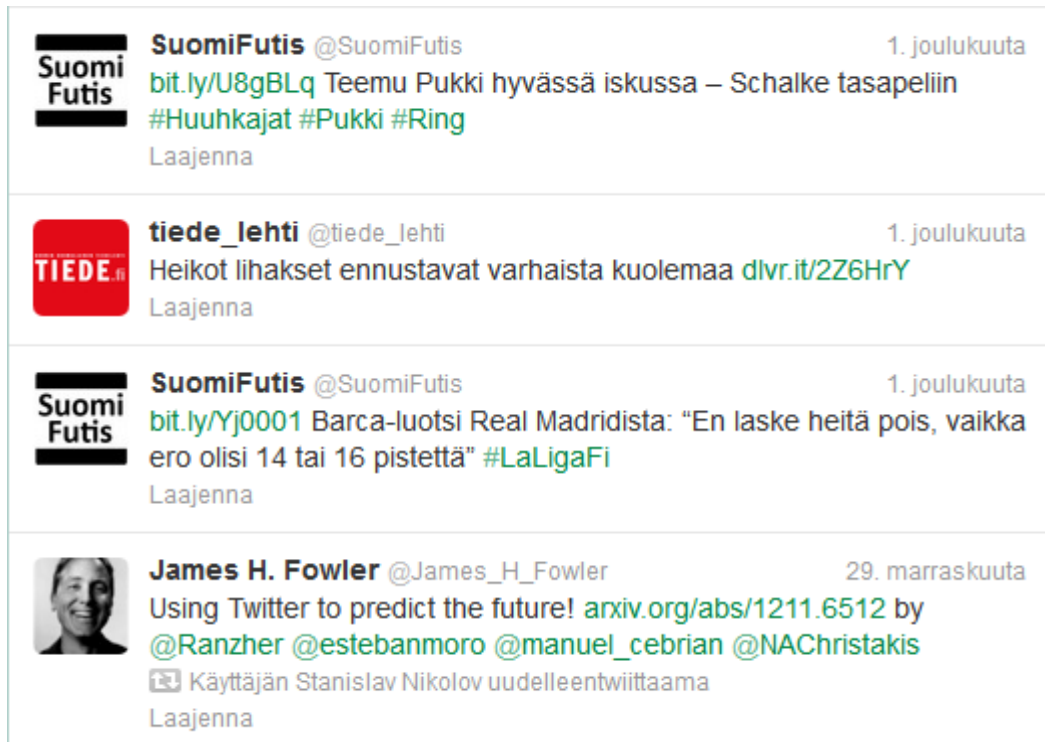 Suomi
Futis
SuomiFutis @SuomiFutis 1. joulukuuta
bit.ly/U8gBLq Teemu Pukki hyvässä iskussa – Schalke tasapeliin
#Huuhkajat #Pukki #Ring
Laajenna
TIEDE.fi
tiede_lehti @tiede_lehti 1. joulukuuta
Heikot lihakset ennustavat varhaista kuolemaa dlvr.it/2Z6HrY
Laajenna
Suomi
Futis
SuomiFutis @SuomiFutis 1. joulukuuta
bit.ly/Yj0001 Barca-luotsi Real Madridista: “En laske heitä pois, vaikka
ero olisi 14 tai 16 pistettä” #LaLigaFi
Laajenna
James H. Fowler @James_H_Fowler 29. marraskuuta
Using Twitter to predict the future! arxiv.org/abs/1211.6512 by
@Ranzher @estebanmoro @manuel_cebrian @NAChristakis
Käyttäjän Stanislav Nikolov uudelleentwiittaama
Laajenna